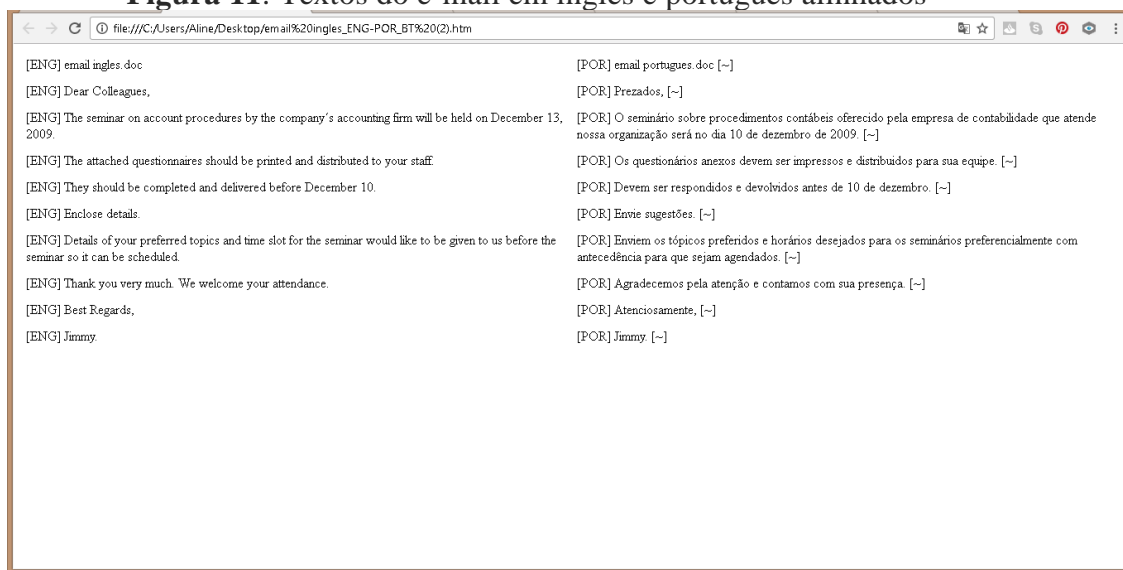 Figura 11: Textos do e-mail em inglês e português alinhados
file:///C:/Users/Aline/Desktop/email%20ingles_ENG-POR_BT%20(2).htm
[ENG] email ingles.doc
[POR] email portugues.doc [~]
[ENG] Dear Colleagues,
[POR] Prezados, [~]
[ENG] The seminar on account procedures by the company´s accounting firm will be held on December 13,
2009.
[POR] O seminário sobre procedimentos contábeis oferecido pela empresa de contabilidade que atende
nossa organização será no dia 10 de dezembro de 2009. [~]
[ENG] The attached questionnaires should be printed and distributed to your staff.
[POR] Os questionários anexos devem ser impressos e distribuidos para sua equipe. [~]
[ENG] They should be completed and delivered before December 10.
[POR] Devem ser respondidos e devolvidos antes de 10 de dezembro. [~]
[ENG] Enclose details.
[POR] Envie sugestões. [~]
[ENG] Details of your preferred topics and time slot for the seminar would like to be given to us before the
seminar so it can be scheduled.
[POR] Enviem os tópicos preferidos e horários desejados para os seminários preferencialmente com
antecedência para que sejam agendados. [~]
[ENG] Thank you very much. We welcome your attendance.
[POR] Agradecemos pela atenção e contamos com sua presença. [~]
[ENG] Best Regards,
[POR] Atenciosamente, [~]
[ENG] Jimmy.
[POR] Jimmy. [~]